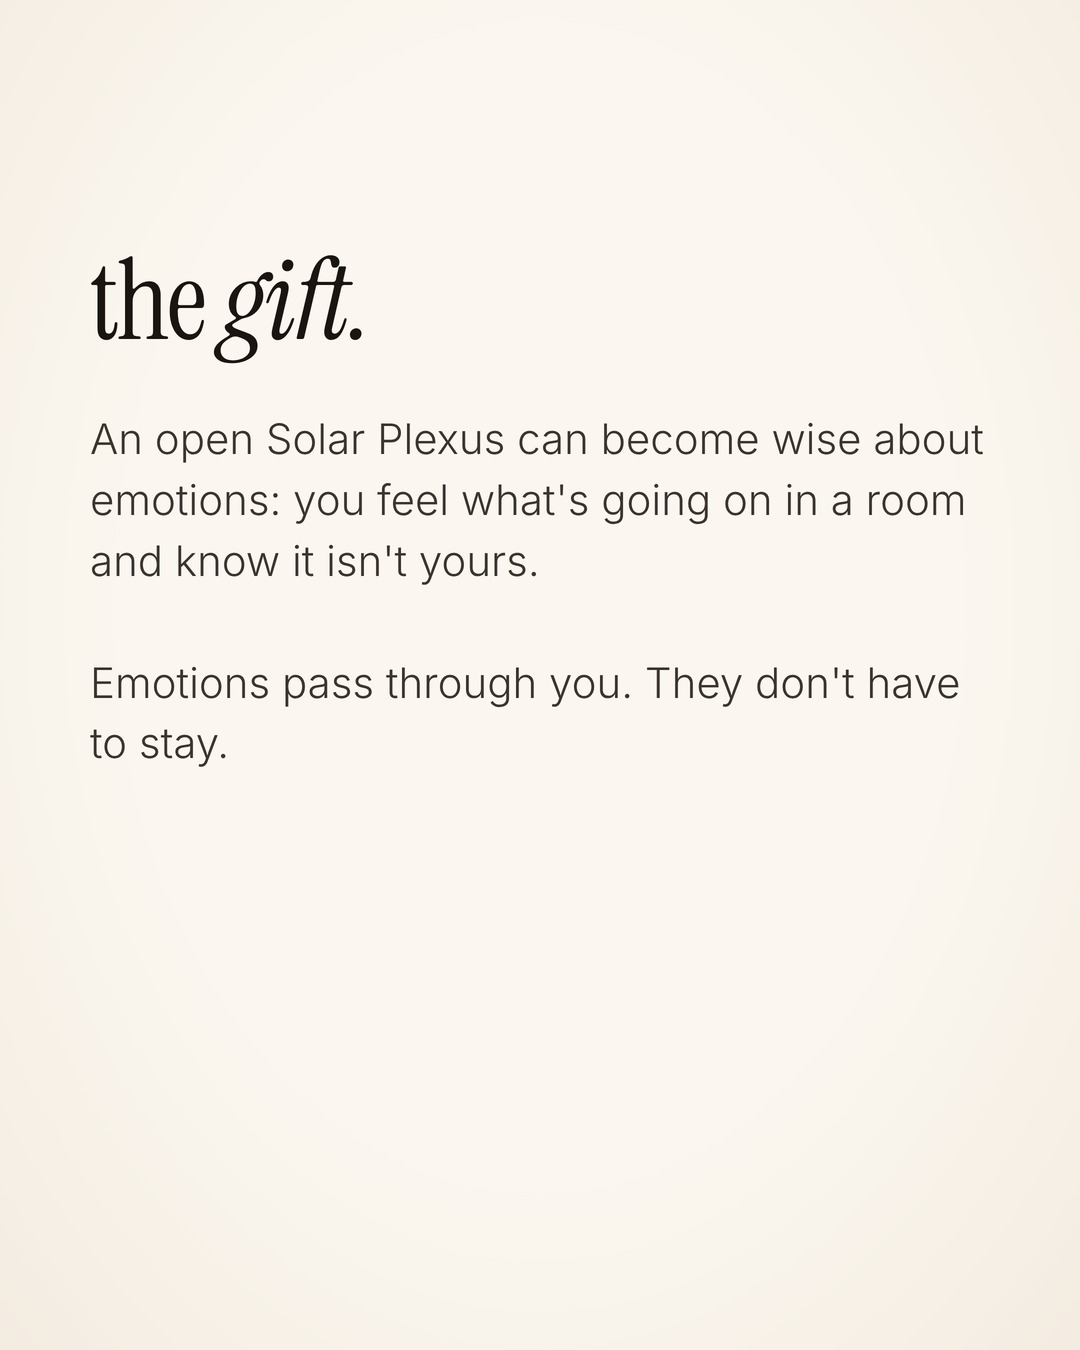 the gift.
An open Solar Plexus can become wise about
emotions: you feel what's going on in a room
and know it isn't yours.
Emotions pass through you. They don't have
to stay.